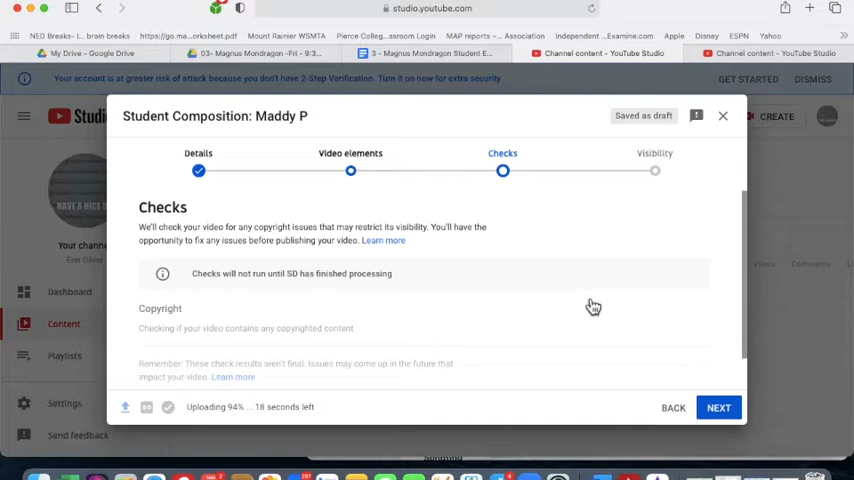 studio.youtube.com
NED Breaks- I... brain breaks
https://go.ma...orksheet.pdf
Mount Rainier WSMTA
Pierce Colleg...ssroom Login
MAP reports –... Association
Independent ...Examine.com
Apple
Disney
ESPN
Yahoo
My Drive - Google Drive
03- Magnus Mondragon -Fri - 9:3...
3 - Magnus Mondragon Student E...
Channel content - YouTube Studio
Channel content - YouTube Studio
Your account is at greater risk of attack because you don't have 2-Step Verification. Turn it on now for extra security
GET STARTED
DISMISS
Studio
CREATE
HAVE A NICE
Your channel
Erin Oliver
Dashboard
Content
Playlists
Settings
Send feedback
Views
Comments
Student Composition: Maddy P
Saved as draft
Details
Video elements
Checks
Visibility
Checks
We'll check your video for any copyright issues that may restrict its visibility. You'll have the
opportunity to fix any issues before publishing your video. Learn more
Checks will not run until SD has finished processing
Copyright
Checking if your video contains any copyrighted content
Remember: These check results aren't final. Issues may come up in the future that
impact your video. Learn more
Uploading 94% ... 18 seconds left
BACK
NEXT